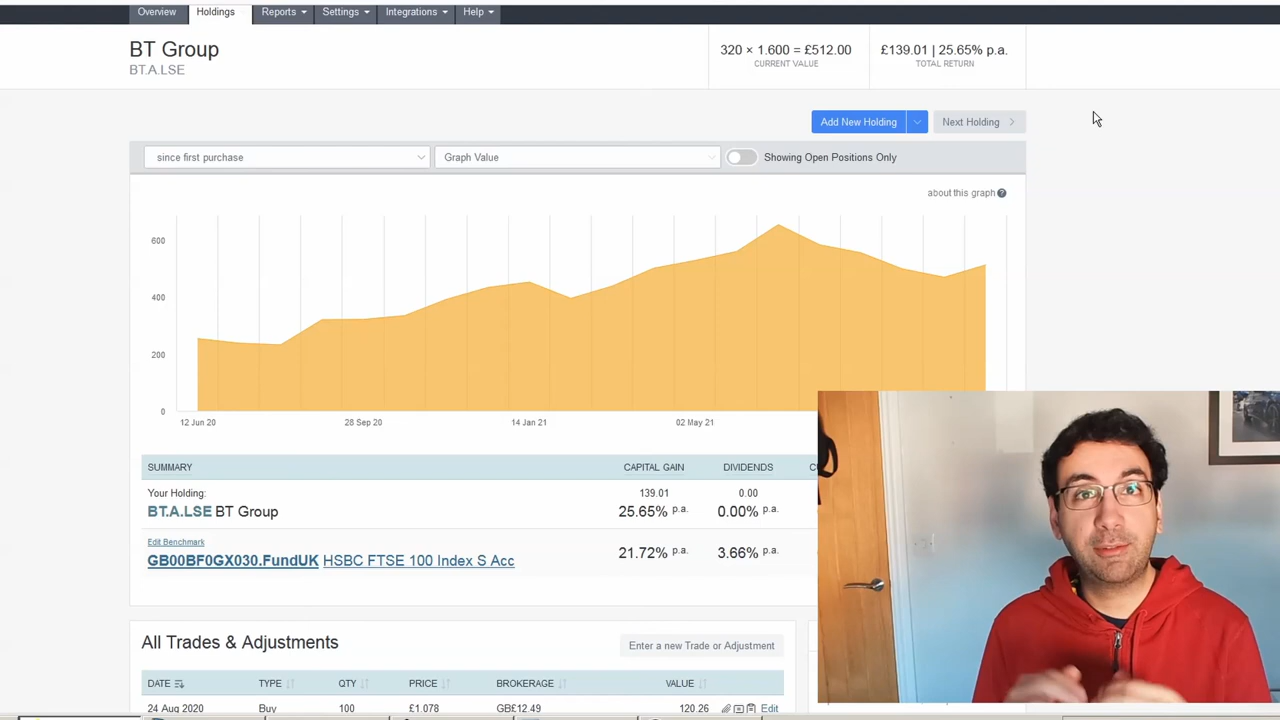 Overview Holdings Reports Settings Integrations Help
BT Group
BT.A.LSE
320 × 1.600 = £512.00
CURRENT VALUE
£139.01 | 25.65% p.a.
TOTAL RETURN
Add New Holding
Next Holding
since first purchase
Graph Value
Showing Open Positions Only
about this graph
600
400
200
0
12 Jun 20
28 Sep 20
14 Jan 21
02 May 21
SUMMARY CAPITAL GAIN DIVIDENDS
Your Holding: 139.01 0.00
BT.A.LSE BT Group 25.65% p.a. 0.00% p.a.
Edit Benchmark
GB00BF0GX030.FundUK HSBC FTSE 100 Index S Acc 21.72% p.a. 3.66% p.a.
All Trades & Adjustments
Enter a new Trade or Adjustment
DATE TYPE QTY PRICE BROKERAGE VALUE
24 Aug 2020 Buy 100 £1.078 GB£12.49 120.26 Edit